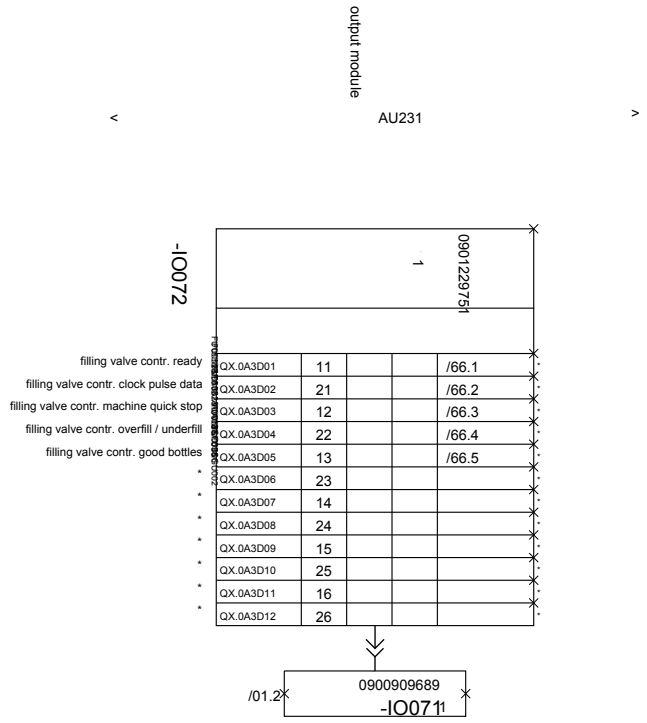 output module
< AU231 >
-IO072
1
0901229751
filling valve contr. ready QX.0A3D01 11 /66.1
filling valve contr. clock pulse data QX.0A3D02 21 /66.2
filling valve contr. machine quick stop QX.0A3D03 12 /66.3
filling valve contr. overfill / underfill QX.0A3D04 22 /66.4
filling valve contr. good bottles QX.0A3D05 13 /66.5
* QX.0A3D06 23
* QX.0A3D07 14
* QX.0A3D08 24
* QX.0A3D09 15
* QX.0A3D10 25
* QX.0A3D11 16
* QX.0A3D12 26
/01.2
0900909689
-IO071
1